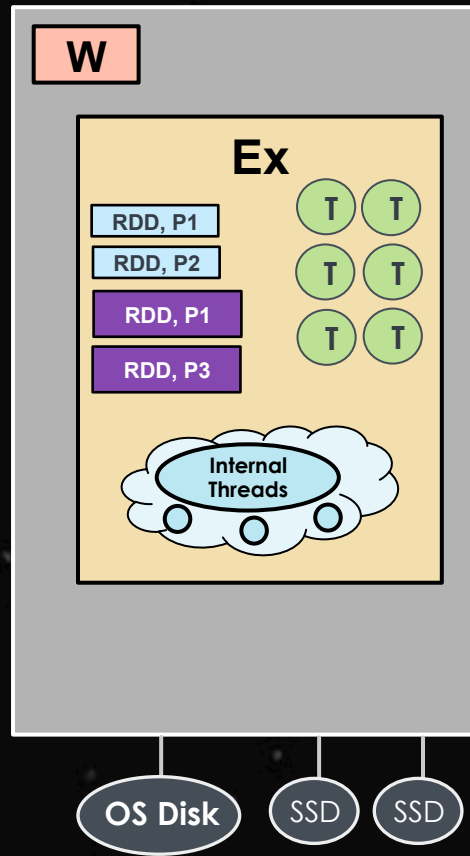 W
Ex
RDD, P1
RDD, P2
RDD, P1
RDD, P3
T T
T T
T T
Internal
Threads
OS Disk SSD SSD